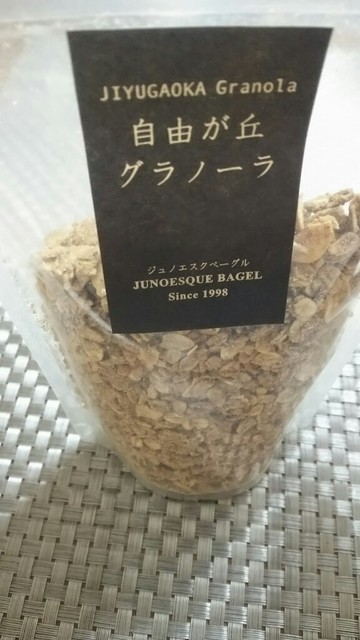 JIYUGAOKA Granola
自由が丘
グラノーラ
ジュノエスクベーグル
JUNOESQUE BAGEL
Since 1998